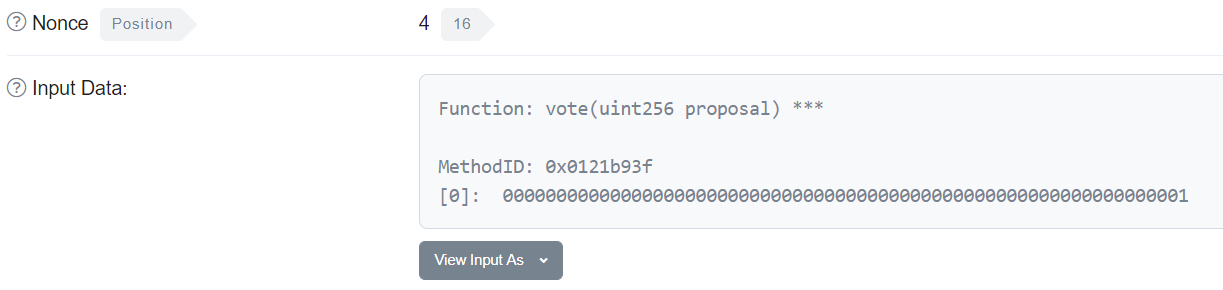 Nonce Position 4 16
Input Data:
Function: vote(uint256 proposal) ***
MethodID: 0x0121b93f
[0]: 0000000000000000000000000000000000000000000000000000000000000001
View Input As